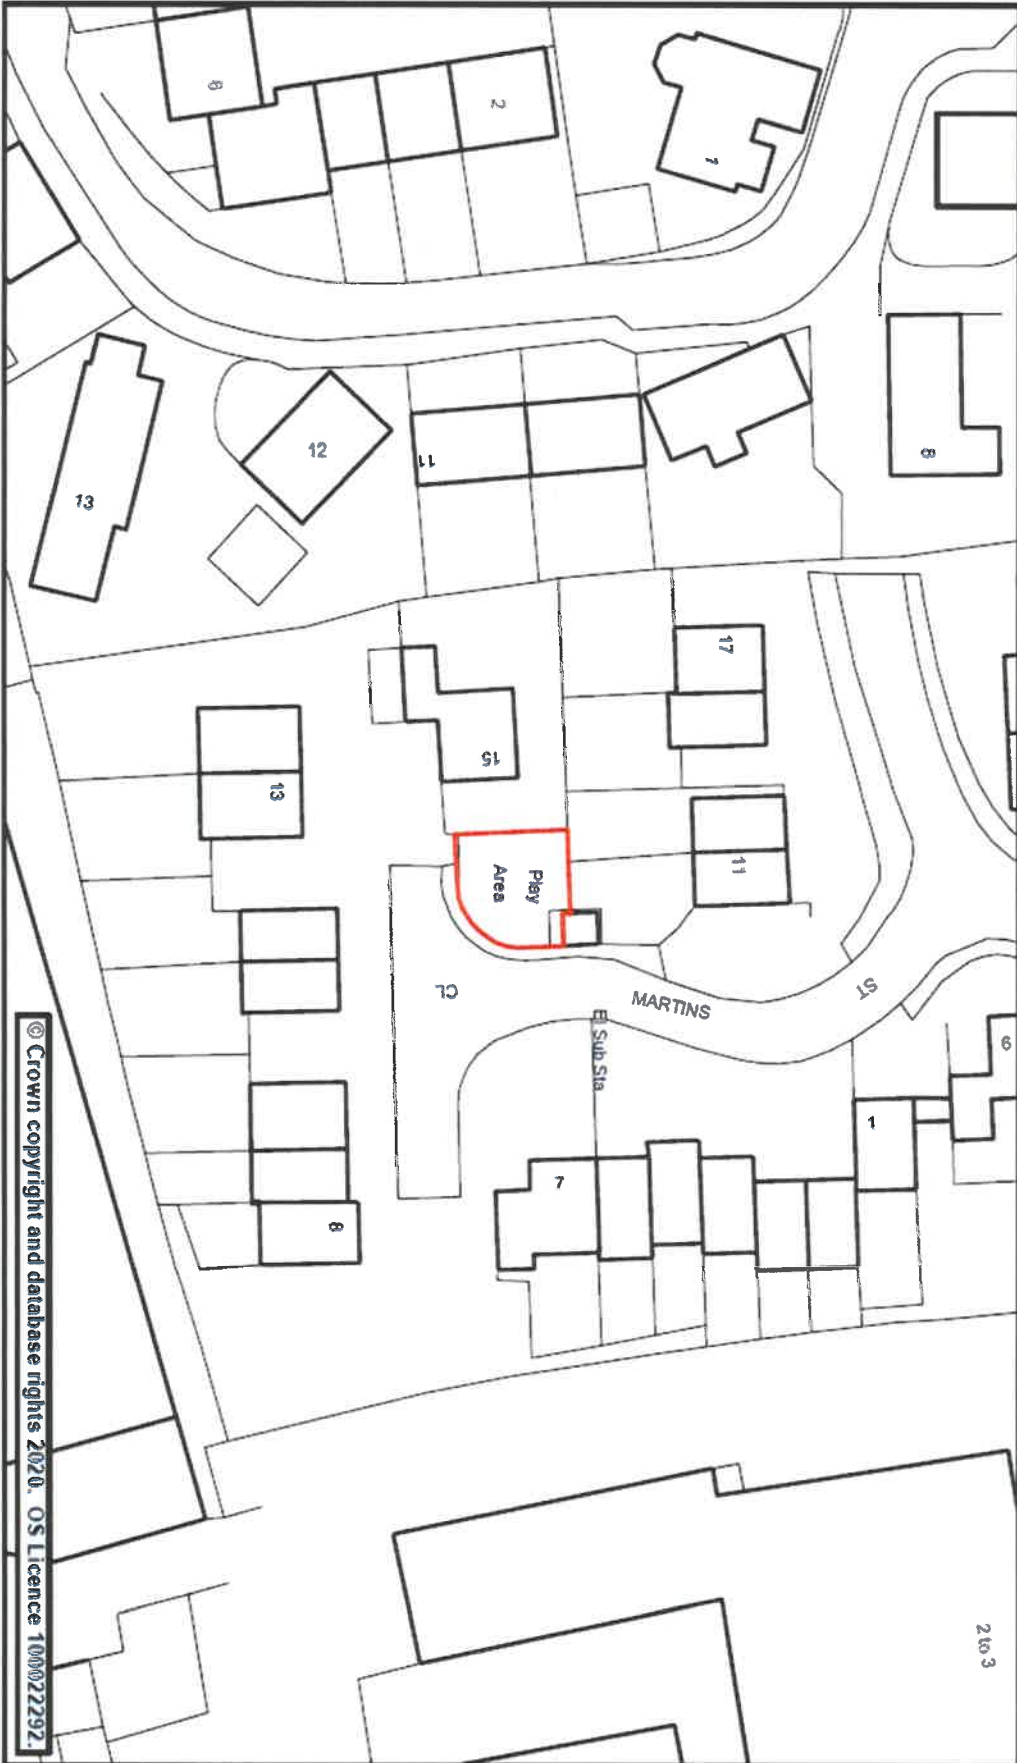 6
2
1
8
12
11
13
17
15
13
11
Play
Area
CL
MARTINS
ST
El Sub Sta
6
1
7
8
2 to 3
© Crown copyright and database rights 2020. OS Licence 100022292.